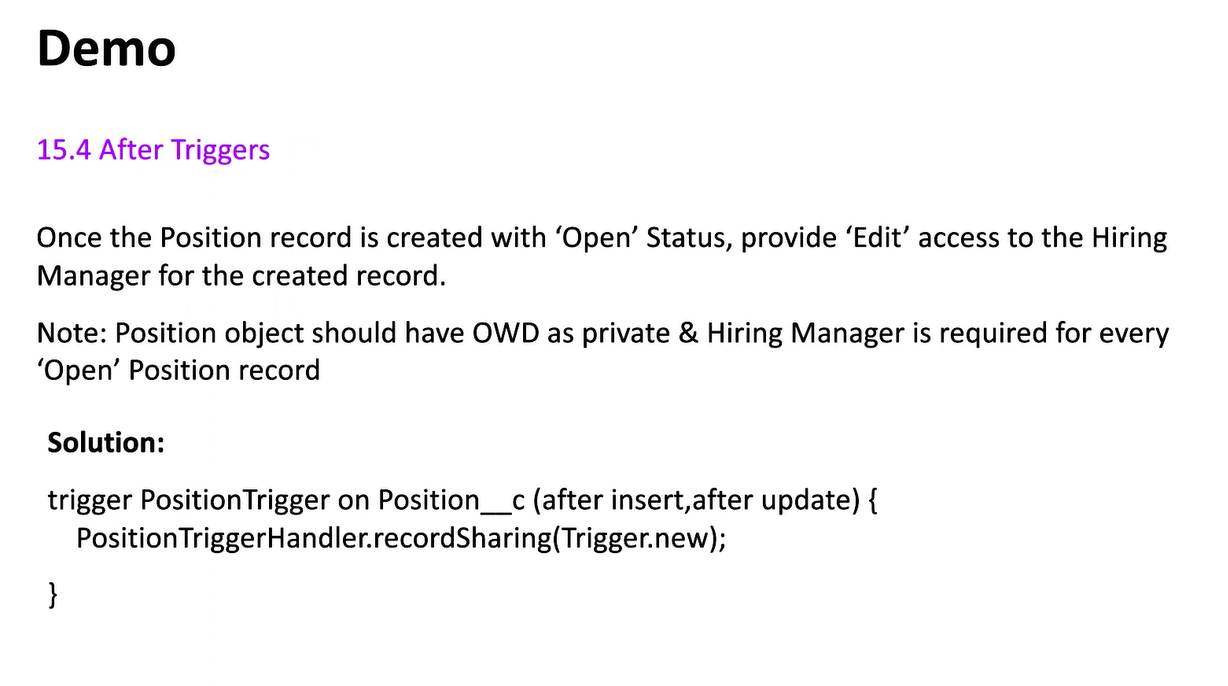 Demo
15.4 After Triggers
Once the Position record is created with ‘Open’ Status, provide ‘Edit’ access to the Hiring
Manager for the created record.
Note: Position object should have OWD as private & Hiring Manager is required for every
‘Open’ Position record
Solution:
trigger PositionTrigger on Position__c (after insert,after update) {
PositionTriggerHandler.recordSharing(Trigger.new);
}